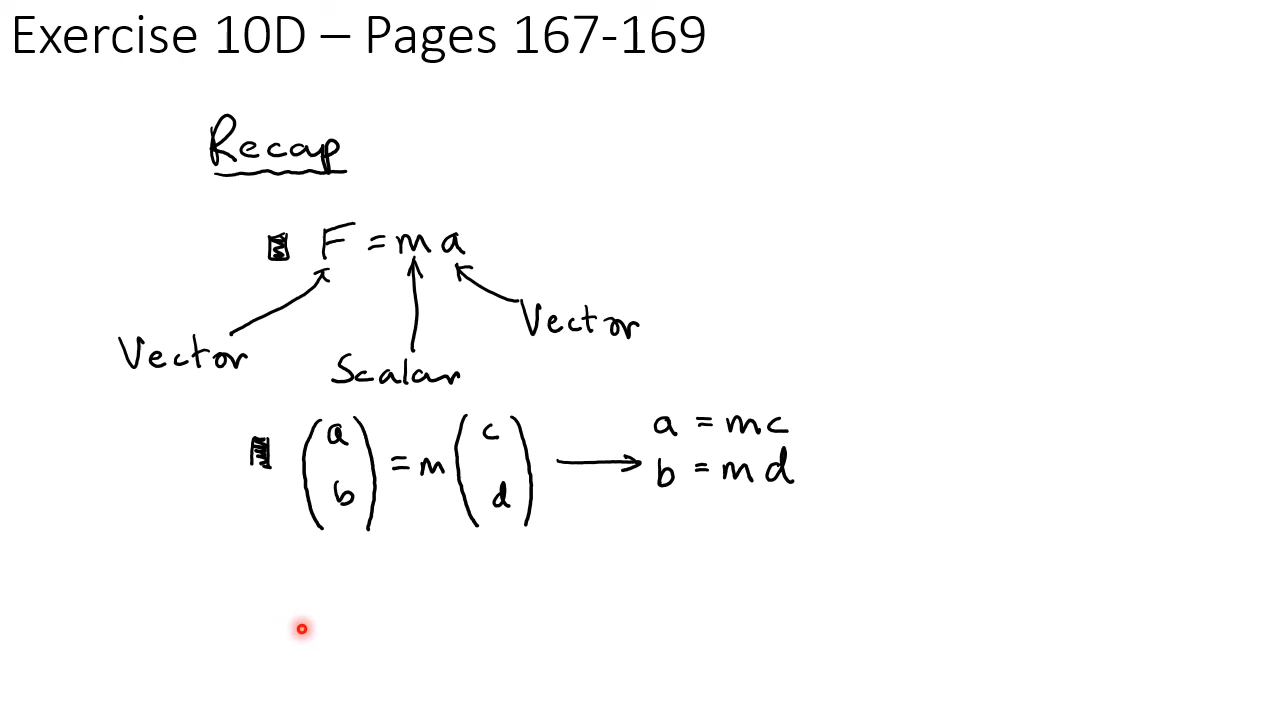 Exercise 10D – Pages 167-169
Recap
F = m a
Vector
Scalar
Vector
(a b) = m (c d) → a = mc
b = md